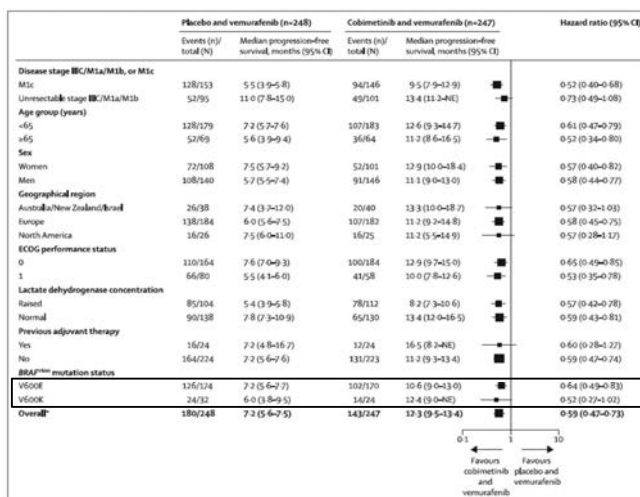 Placebo and vemurafenib (n=248) Cobimetinib and vemurafenib (n=247) Hazard ratio (95% CI)
Events (n)/ total (N) Median progression-free survival, months (95% CI) Events (n)/ total (N) Median progression-free survival, months (95% CI)
Disease stage IIIC/M1a/M1b, or M1c
M1c 128/153 5·5 (3·9–5·8) 94/146 9·5 (7·9–12·9) 0·52 (0·40–0·68)
Unresectable stage IIIC/M1a/M1b 52/95 11·0 (7·8–15·0) 49/101 13·4 (11·2–NE) 0·73 (0·49–1·08)
Age group (years)
<65 128/179 7·2 (5·7–7·6) 107/183 12·6 (9·3–14·7) 0·61 (0·47–0·79)
≥65 52/69 5·6 (3·9–9·4) 36/64 11·2 (8·6–16·5) 0·52 (0·34–0·80)
Sex
Women 72/108 7·5 (5·7–9·2) 52/101 12·9 (10·0–18·4) 0·57 (0·40–0·82)
Men 108/140 5·7 (5·5–7·4) 91/146 11·1 (9·0–13·0) 0·58 (0·44–0·77)
Geographical region
Australia/New Zealand/Israel 26/38 7·4 (3·7–12·0) 20/40 13·3 (10·0–18·7) 0·57 (0·32–1·03)
Europe 138/184 6·0 (5·6–7·5) 107/182 11·2 (9·2–14·8) 0·58 (0·45–0·75)
North America 16/26 7·5 (6·0–11·0) 16/25 11·2 (5·5–14·9) 0·57 (0·28–1·17)
ECOG performance status
0 110/164 7·6 (7·0–9·3) 100/184 12·9 (9·7–15·0) 0·65 (0·49–0·85)
1 66/80 5·5 (4·1–6·0) 41/58 10·0 (7·8–12·6) 0·53 (0·35–0·78)
Lactate dehydrogenase concentration
Raised 85/104 5·4 (3·9–5·8) 78/112 8·2 (7·3–10·6) 0·57 (0·42–0·78)
Normal 90/138 7·8 (7·3–10·9) 65/130 13·4 (12·0–16·5) 0·59 (0·43–0·81)
Previous adjuvant therapy
Yes 16/24 7·2 (4·8–16·7) 12/24 16·5 (8·2–NE) 0·60 (0·28–1·27)
No 164/224 7·2 (5·6–7·6) 131/223 11·2 (9·3–13·4) 0·59 (0·47–0·74)
BRAF mutation status
V600E 126/174 7·2 (5·6–7·7) 102/170 10·6 (9·0–13·0) 0·64 (0·49–0·83)
V600K 24/32 6·0 (3·8–9·5) 14/24 12·4 (9·0–NE) 0·52 (0·27–1·02)
Overall* 180/248 7·2 (5·6–7·5) 143/247 12·3 (9·5–13·4) 0·59 (0·47–0·73)
0·1 1 10
Favours cobimetinib and vemurafenib Favours placebo and vemurafenib